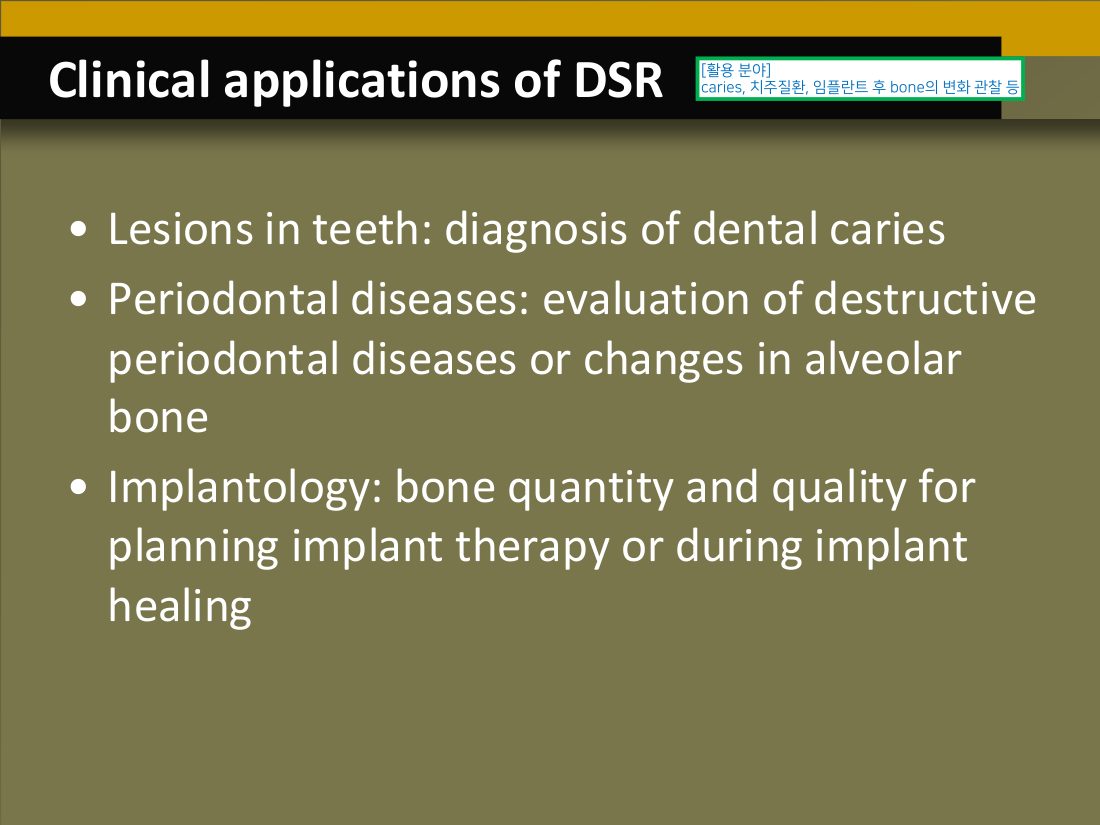 Clinical applications of DSR
[활용 분야]
caries, 치주질환, 임플란트 후 bone의 변화 관찰 등
• Lesions in teeth: diagnosis of dental caries
• Periodontal diseases: evaluation of destructive
periodontal diseases or changes in alveolar
bone
• Implantology: bone quantity and quality for
planning implant therapy or during implant
healing